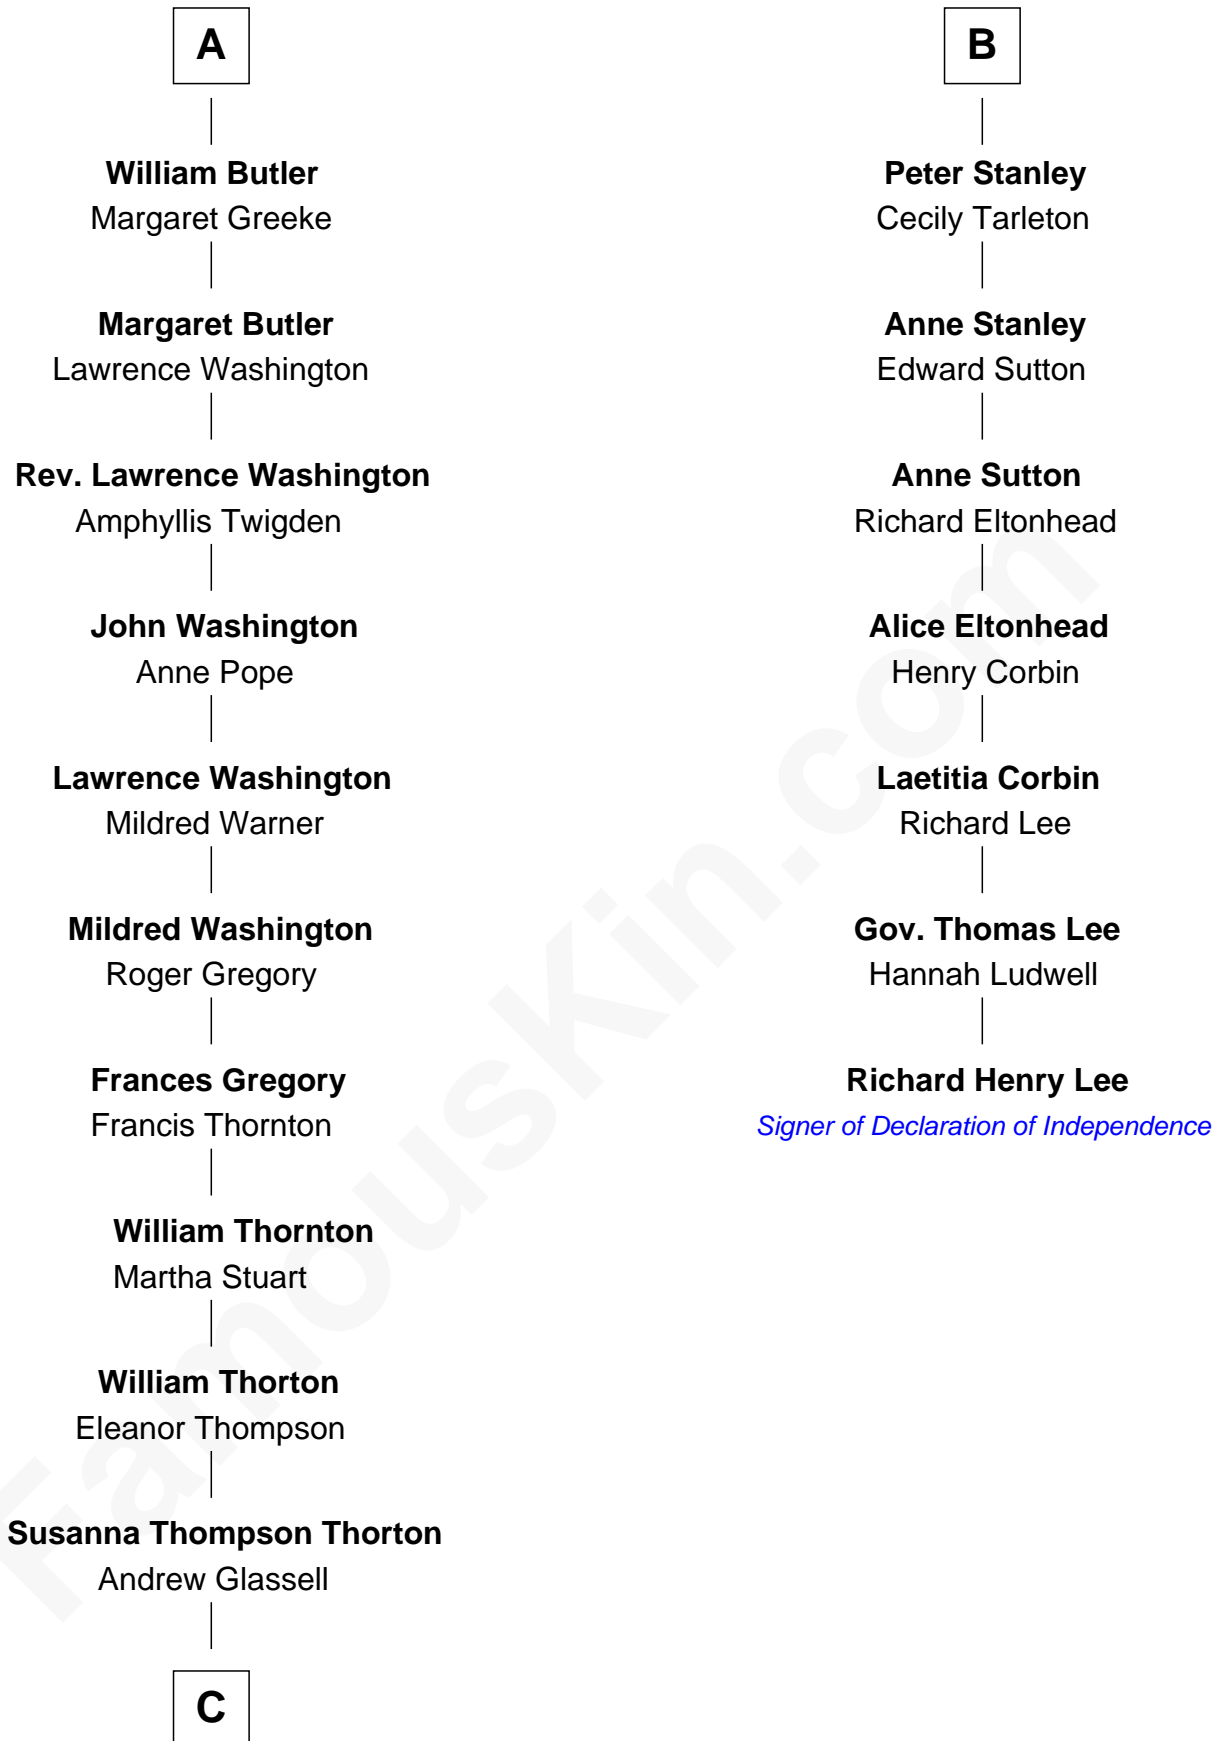 A
William Butler
Margaret Greeke
Margaret Butler
Lawrence Washington
Rev. Lawrence Washington
Amphyllis Twigden
John Washington
Anne Pope
Lawrence Washington
Mildred Warner
Mildred Washington
Roger Gregory
Frances Gregory
Francis Thornton
William Thornton
Martha Stuart
William Thorton
Eleanor Thompson
Susanna Thompson Thorton
Andrew Glassell
C
B
Peter Stanley
Cecily Tarleton
Anne Stanley
Edward Sutton
Anne Sutton
Richard Eltonhead
Alice Eltonhead
Henry Corbin
Laetitia Corbin
Richard Lee
Gov. Thomas Lee
Hannah Ludwell
Richard Henry Lee
Signer of Declaration of Independence
FamousKin.com